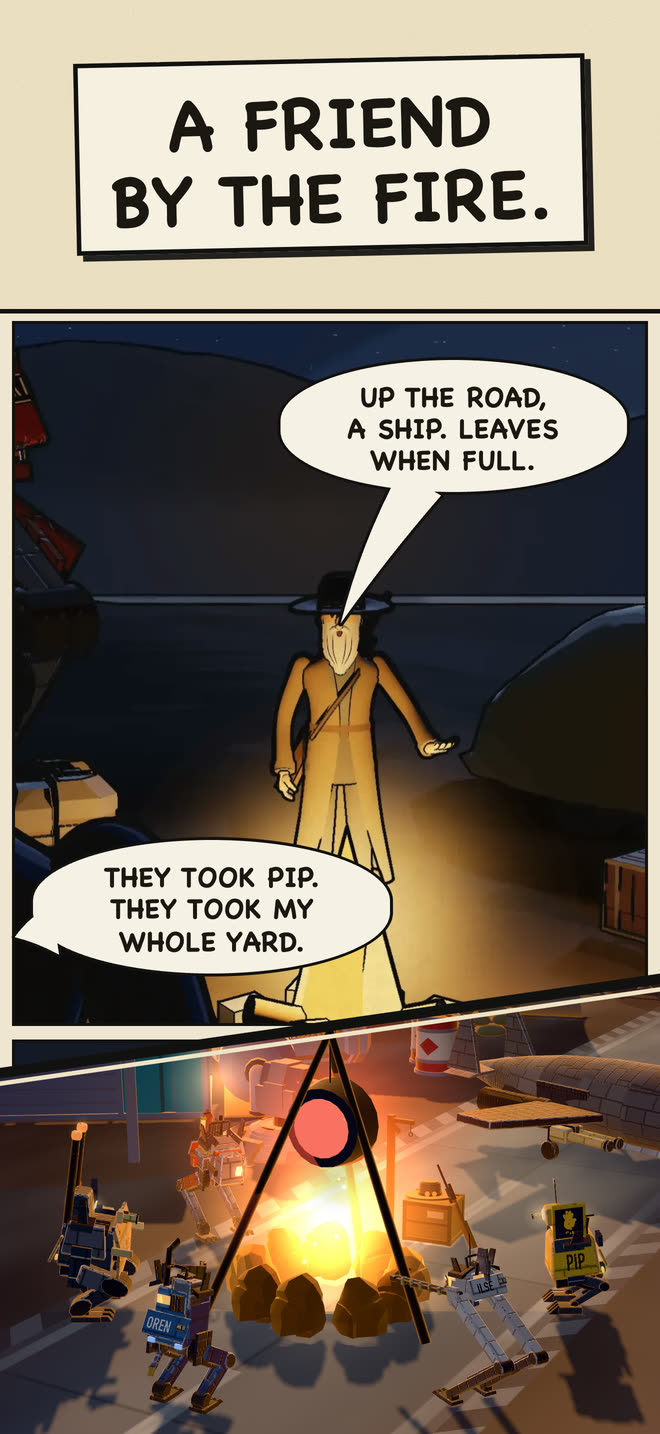 A FRIEND
BY THE FIRE.
UP THE ROAD,
A SHIP. LEAVES
WHEN FULL.
THEY TOOK PIP.
THEY TOOK MY
WHOLE YARD.
OREN
ILSE
PIP